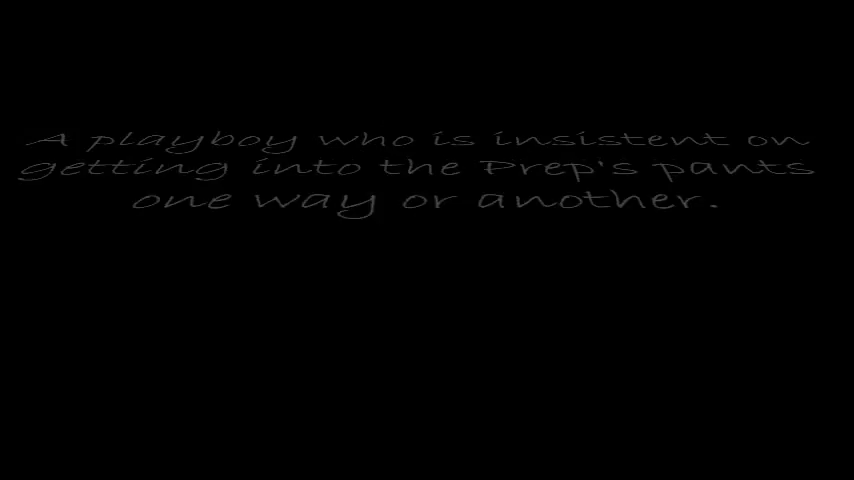 A playboy who is insistent on
getting into the Prep's pants
one way or another.